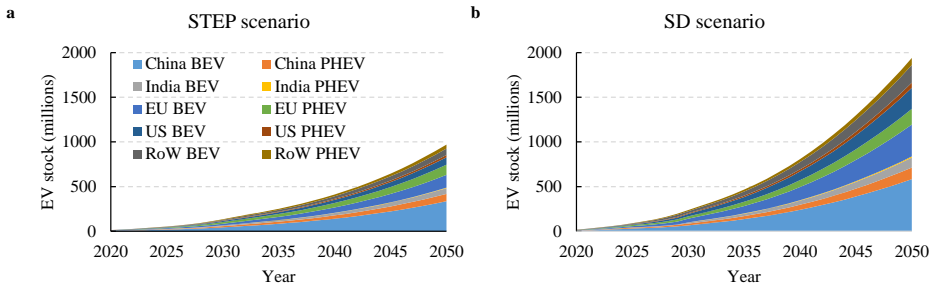 a
STEP scenario
EV stock (millions)
2000
1500
1000
500
0
China BEV
China PHEV
India BEV
India PHEV
EU BEV
EU PHEV
US BEV
US PHEV
RoW BEV
RoW PHEV
2020 2025 2030 2035 2040 2045 2050
Year
b
SD scenario
EV stock (millions)
2000
1500
1000
500
0
2020 2025 2030 2035 2040 2045 2050
Year